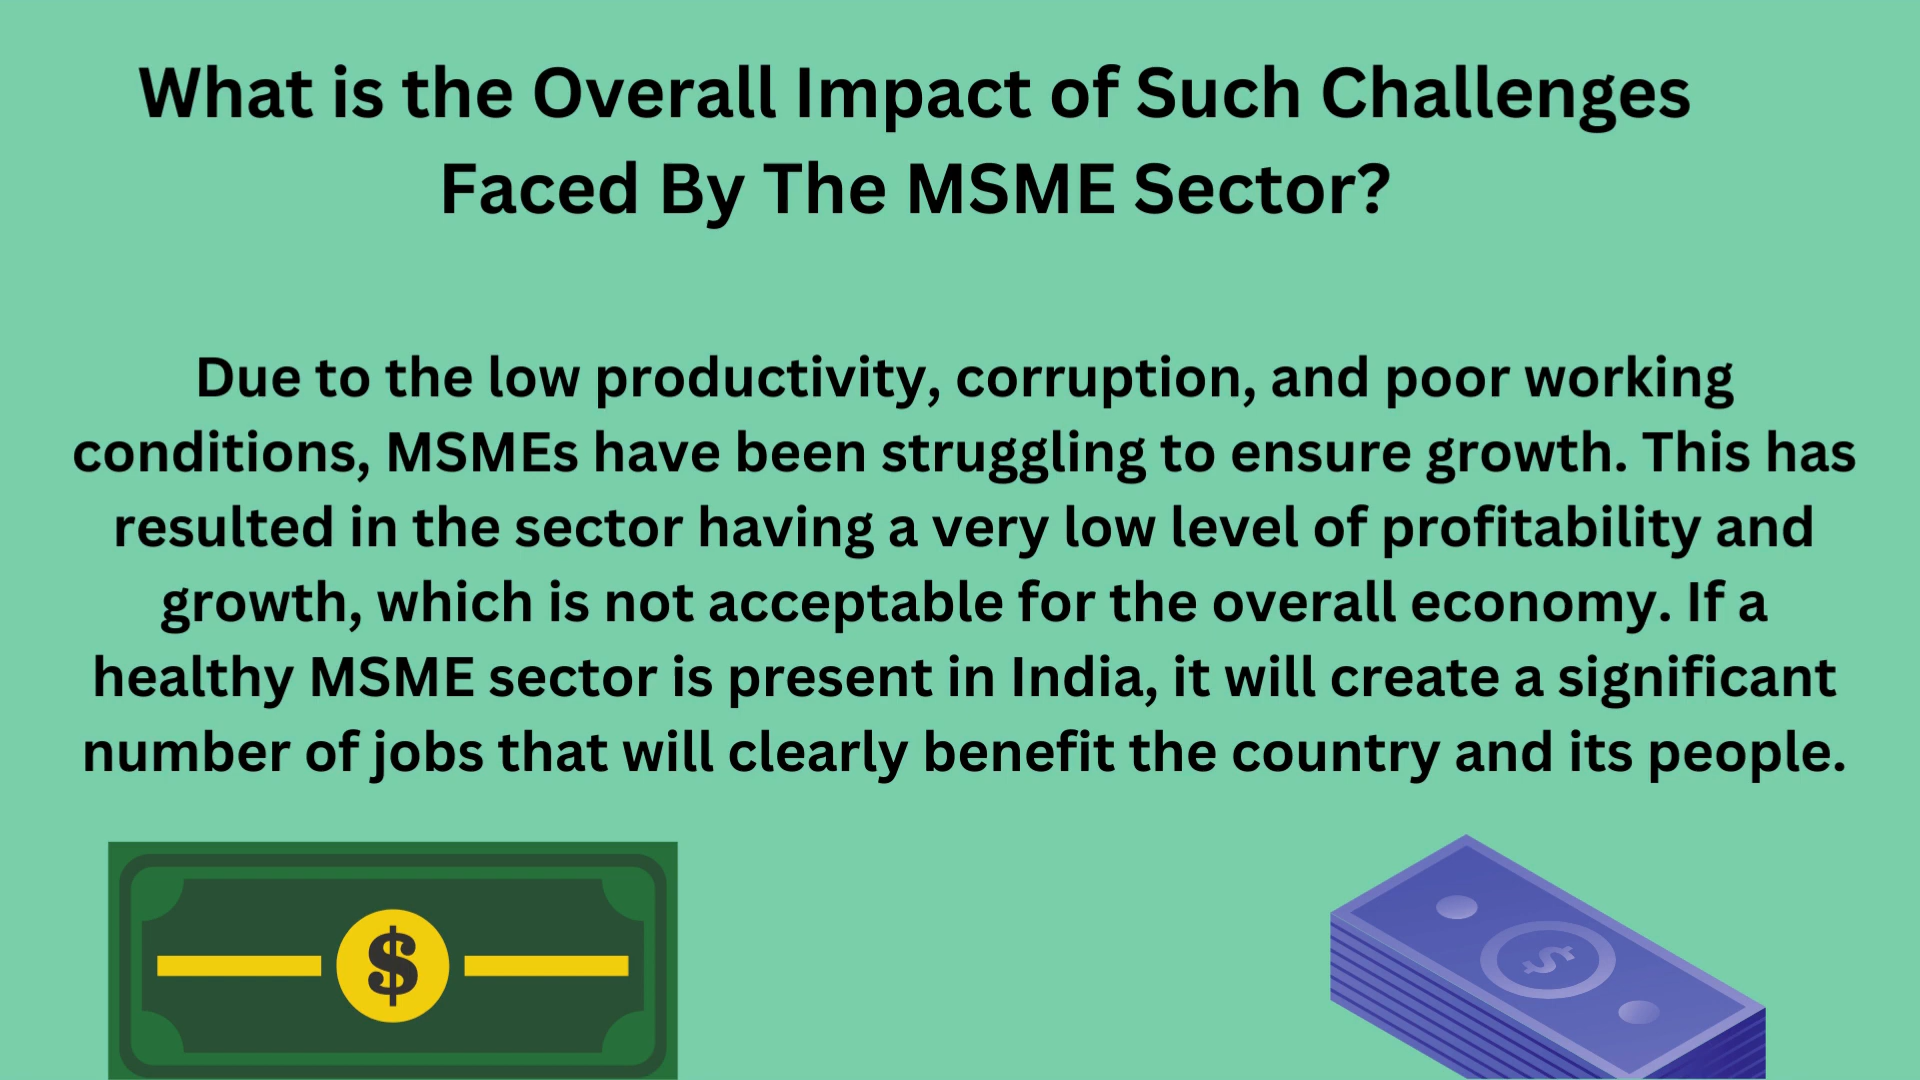 What is the Overall Impact of Such Challenges
Faced By The MSME Sector?
Due to the low productivity, corruption, and poor working
conditions, MSMEs have been struggling to ensure growth. This has
resulted in the sector having a very low level of profitability and
growth, which is not acceptable for the overall economy. If a
healthy MSME sector is present in India, it will create a significant
number of jobs that will clearly benefit the country and its people.
$
$